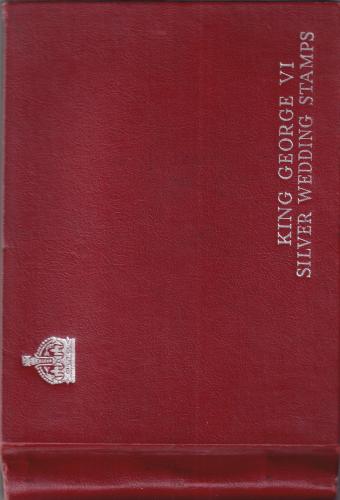 KING GEORGE VI
SILVER WEDDING STAMPS